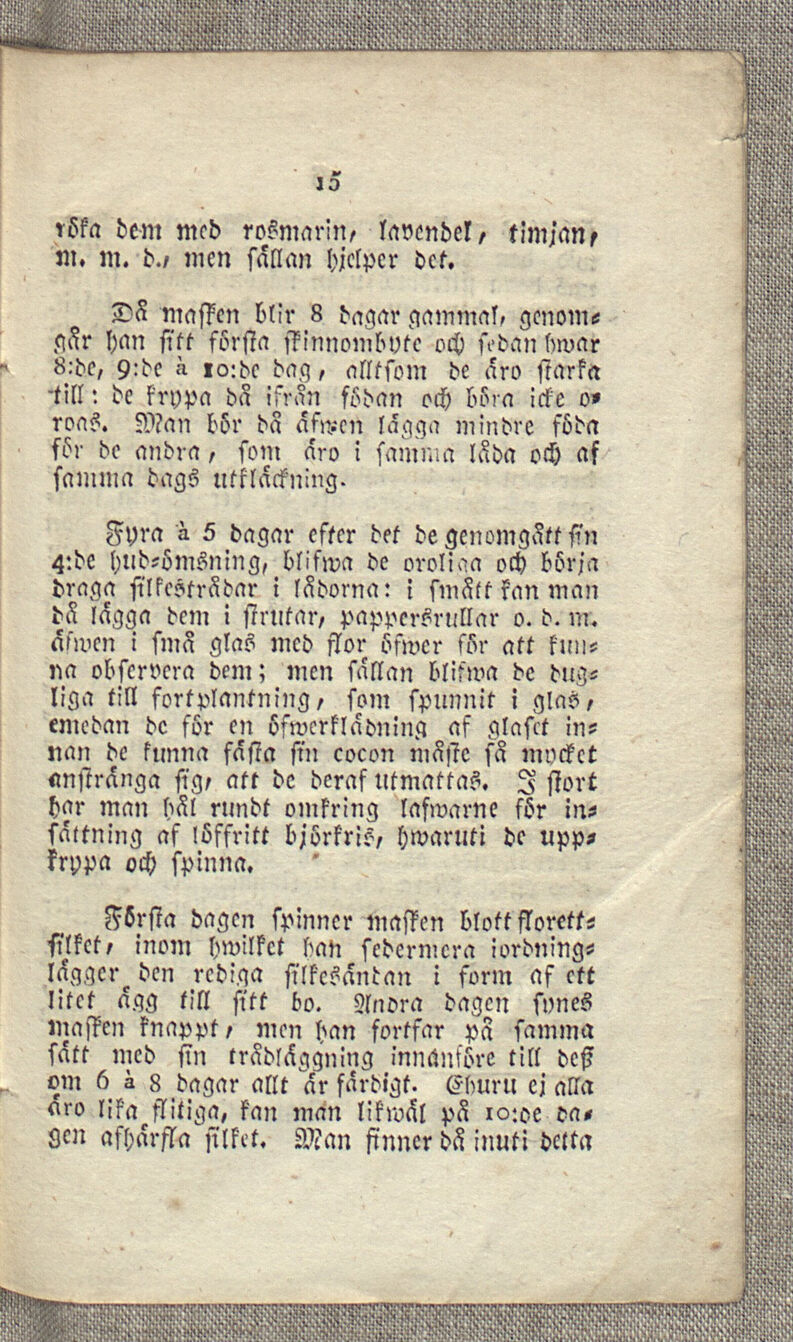 15
röka dem med rosmarin, lavendel, timjan,
m. m. d., men sällan hjelper det.
Då masken blir 8 dagar gammal, genom-
går han sitt första skinnombyte och sedan hwar
8:de, 9:de à 10:de dag, alltsom de äro starka
till: de krypa då ifrån födan och böra icke o-
roas. Man bör då äfwen lägga mindre föda
för de andra, som äro i samma låda och af
samma dags utkläckning.
Fyra à 5 dagar efter det de genomgått sin
4:de hud-ömsning, blifwa de oroliga och börja
draga silkestrådar i lådorna: i smått kan man
då lägga dem i strutar, pappersrullar o. d. m.
äfwen i små glas med flor öfwer för att kun-
na observera dem; men sällan blifwa de dug-
liga till fortplantning, som spunnit i glas,
emedan de för en öfwerklädning af glaset in-
nan de kunna fästa sin cocon måste så mycket
anstränga sig, att de deraf utmattas. I stort
har man hål rundt omkring lafwarne för in-
sättning af löffritt björkris, hwaruti de upp-
krypa och spinna.
Första dagen spinner masken blott florett-
silket, inom hwilket han sedermera iordning-
lägger den rediga silkesändan i form af ett
litet ägg till sitt bo. Andra dagen synes
masken knappt, men han fortfar på samma
sätt med sin trådläggning innanföre till deß
om 6 à 8 dagar allt är färdigt. Ehuru ej alla
äro lika flitiga, kan man likwäl på 10:de da-
gen afhärfla silket. Man finner då inuti detta